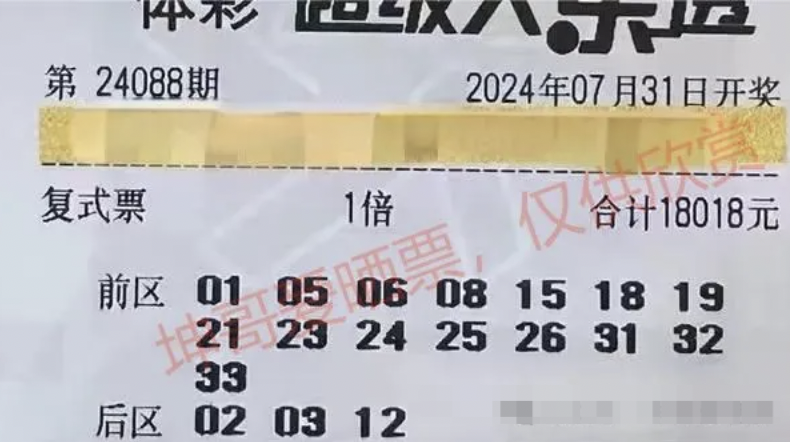 体彩 超级大乐透
第 24088期 2024年07月31日开奖
复式票 1倍 合计18018元
前区 01 05 06 08 15 18 19
21 23 24 25 26 31 32
33
后区 02 03 12
坤哥爱晒票，仅供欣赏